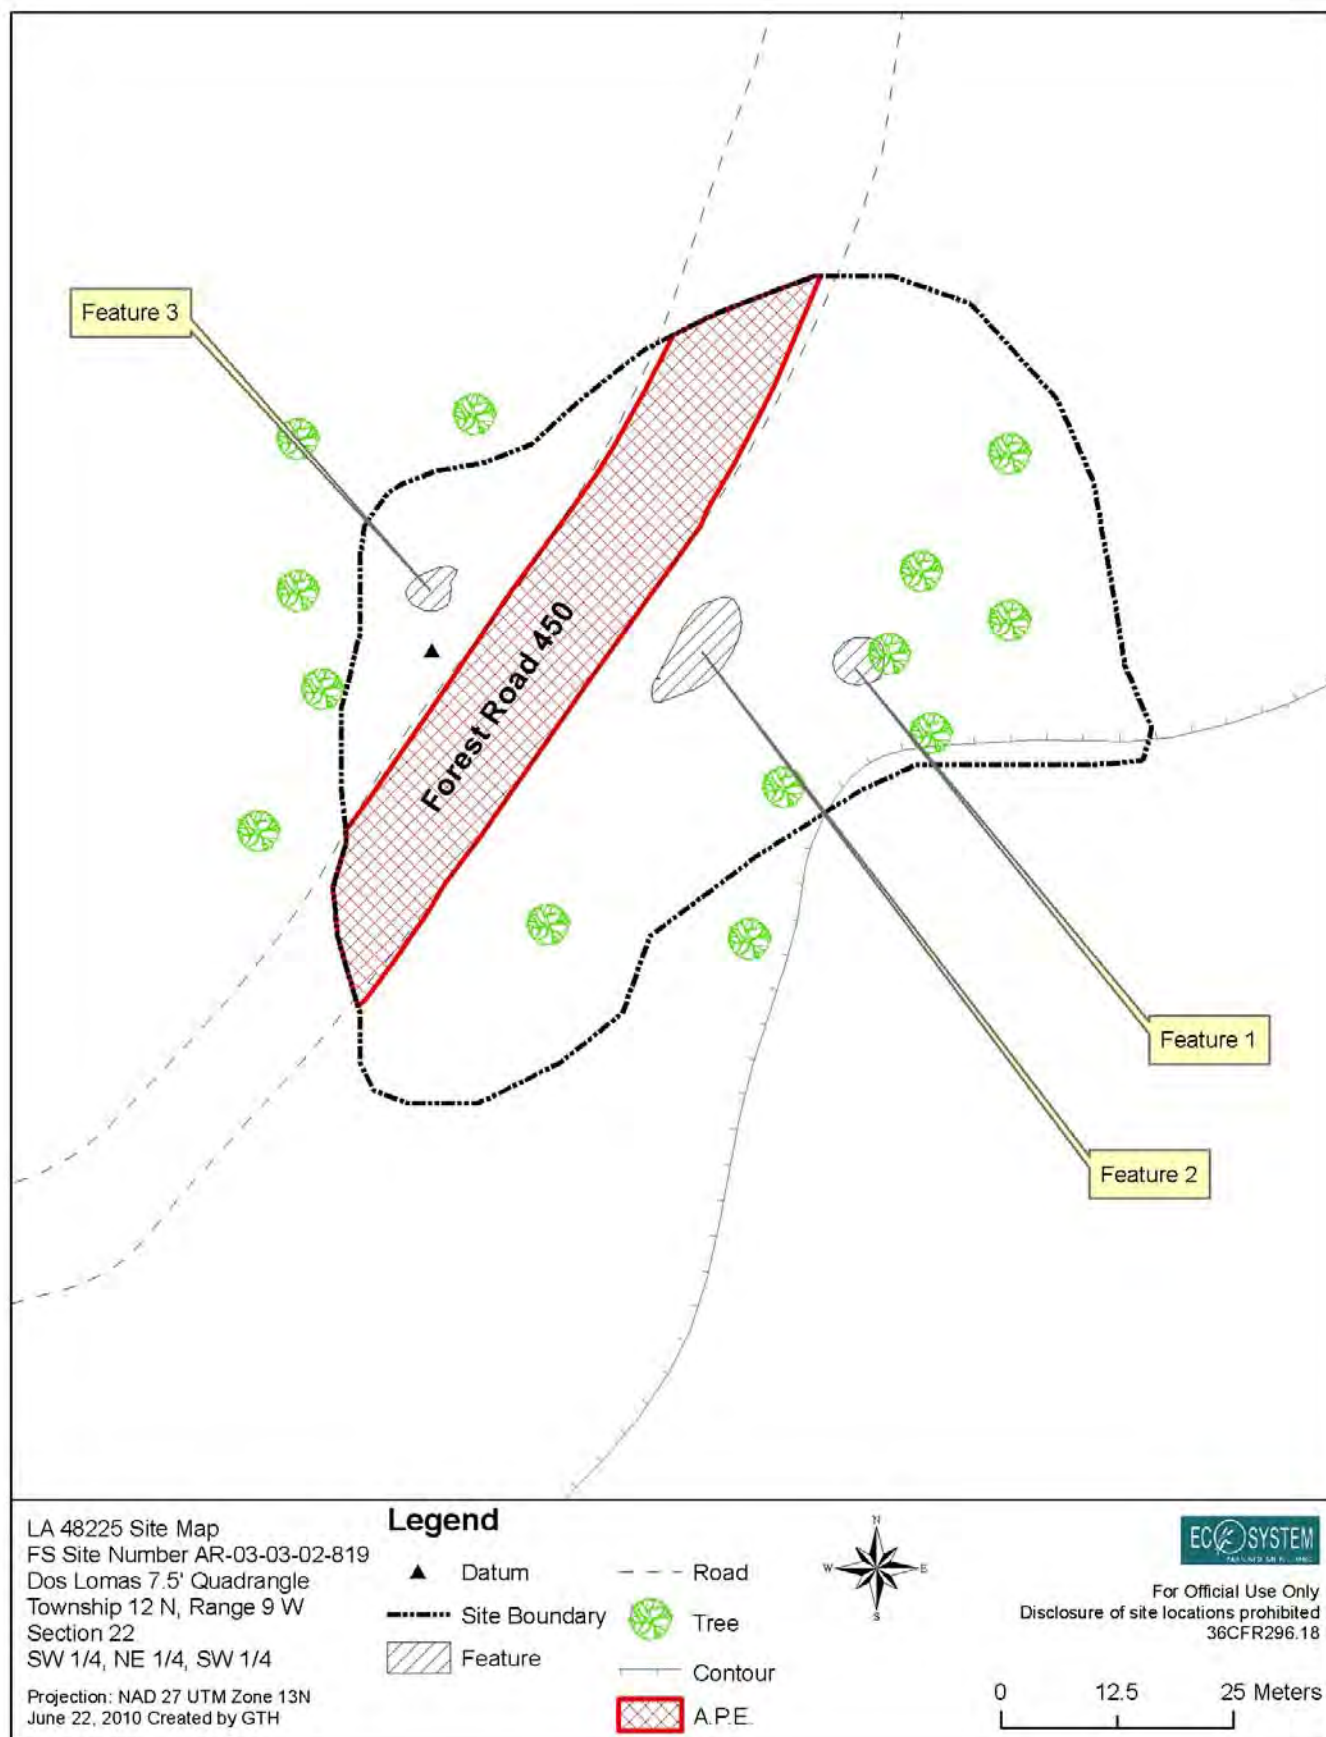 Feature 3
Forest Road 450
Feature 1
Feature 2
LA 48225 Site Map
FS Site Number AR-03-03-02-819
Dos Lomas 7.5' Quadrangle
Township 12 N, Range 9 W
Section 22
SW 1/4, NE 1/4, SW 1/4
Projection: NAD 27 UTM Zone 13N
June 22, 2010 Created by GTH
Legend
Datum
Site Boundary
Feature
Road
Tree
Contour
A.P.E.
N
W E
S
ECOSYSTEM
For Official Use Only
Disclosure of site locations prohibited
36CFR296.18
0 12.5 25 Meters